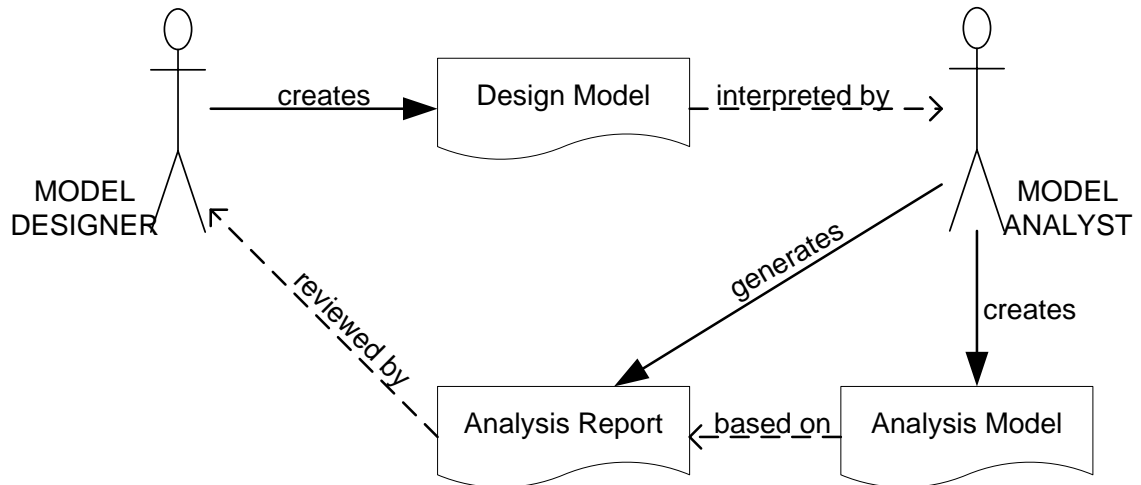 creates
Design Model
interpreted by
MODEL
DESIGNER
MODEL
ANALYST
generates
reviewed by
creates
Analysis Report
based on
Analysis Model